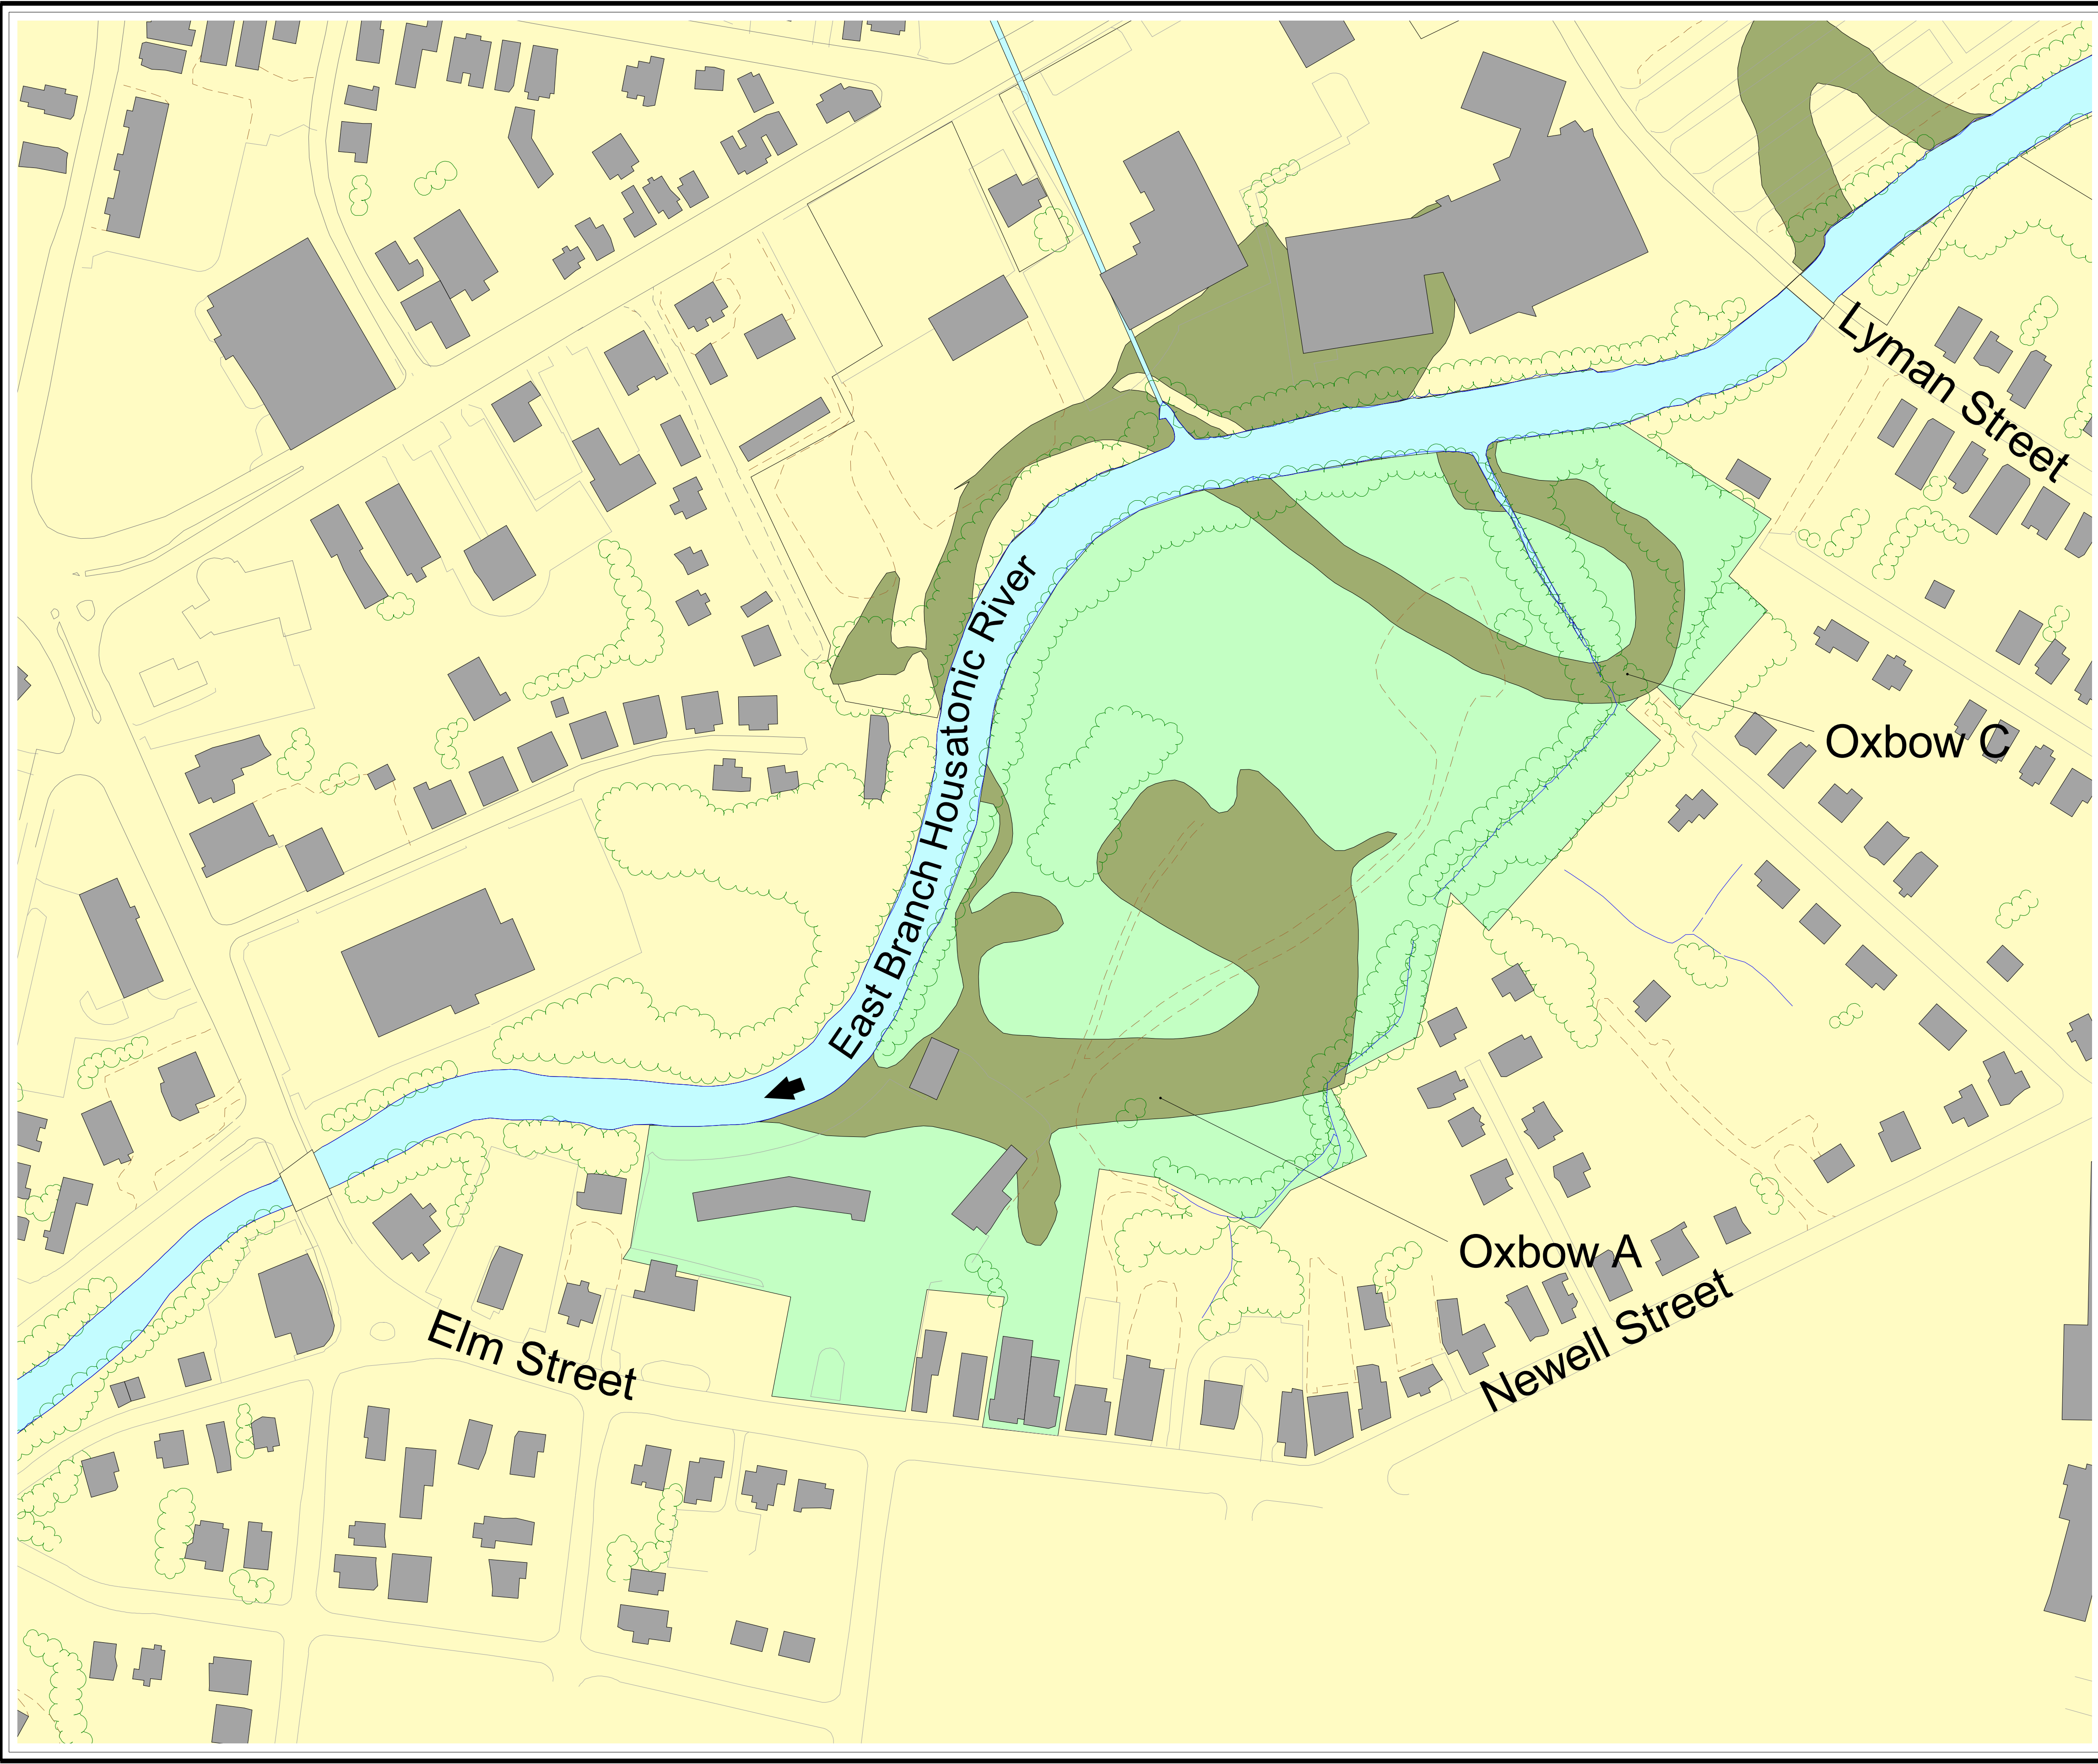 Lyman Street
East Branch Housatonic River
Oxbow C
Oxbow A
Elm Street
Newell Street